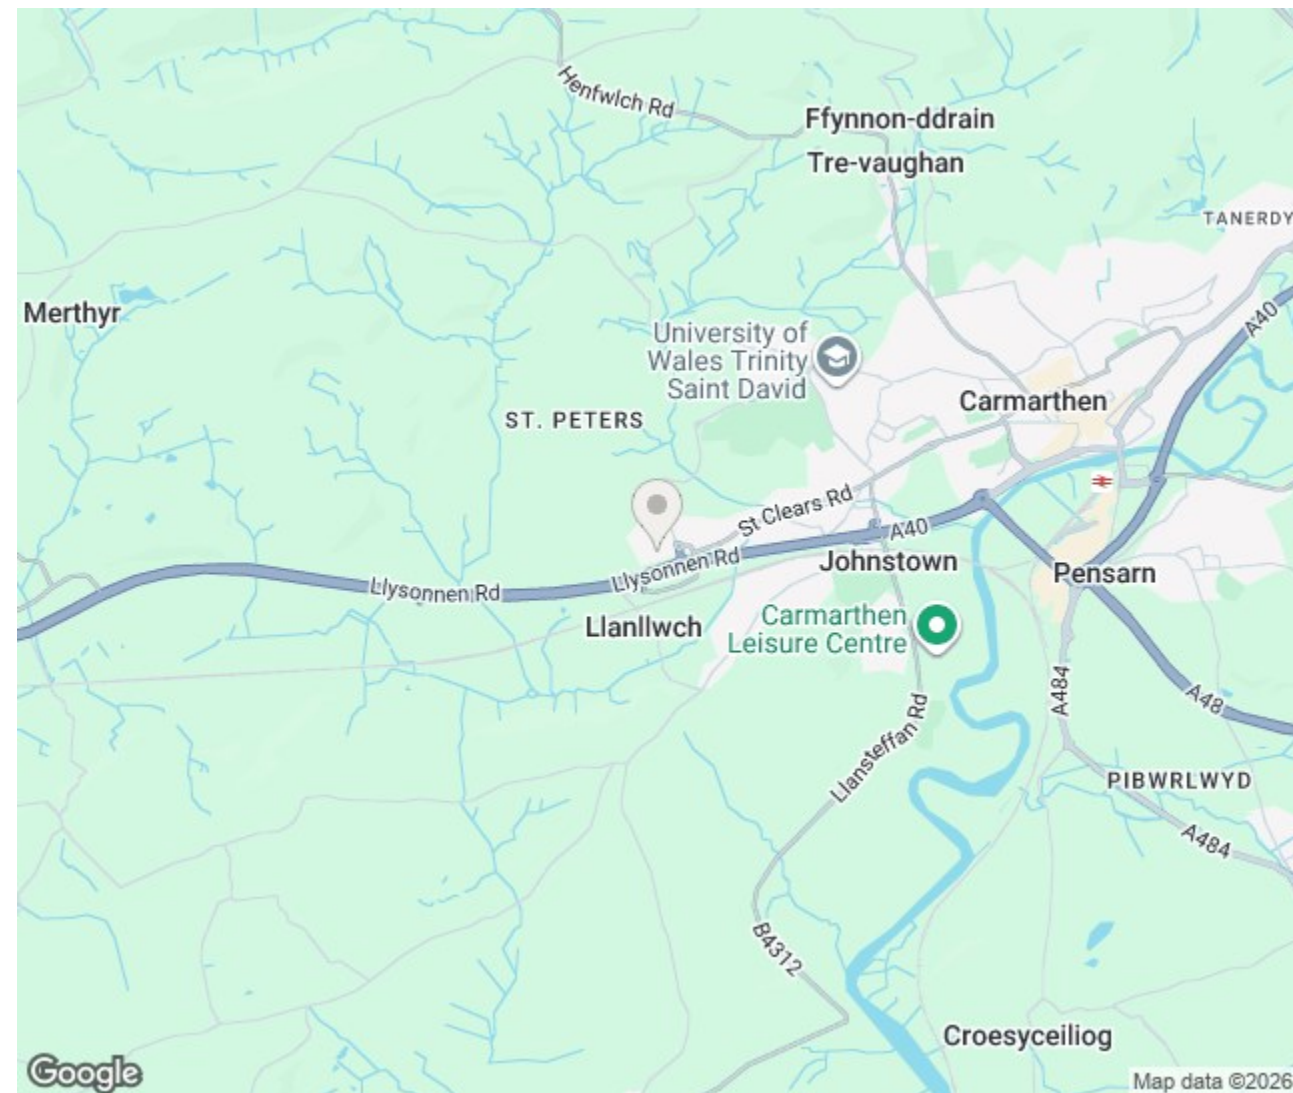 Henfwlch Rd
Ffynnon-ddrain
Tre-vaughan
TANERDY
Merthyr
University of
Wales Trinity
Saint David
A40
Carmarthen
ST. PETERS
St Clears Rd
A40
Llysonnen Rd
Johnstown
Pensarn
Llysonnen Rd
Llanllwch
Carmarthen
Leisure Centre
A484
A48
Llansteffan Rd
PIBWRLWYD
A484
B4312
Croesyceiliog
Google
Map data ©2026